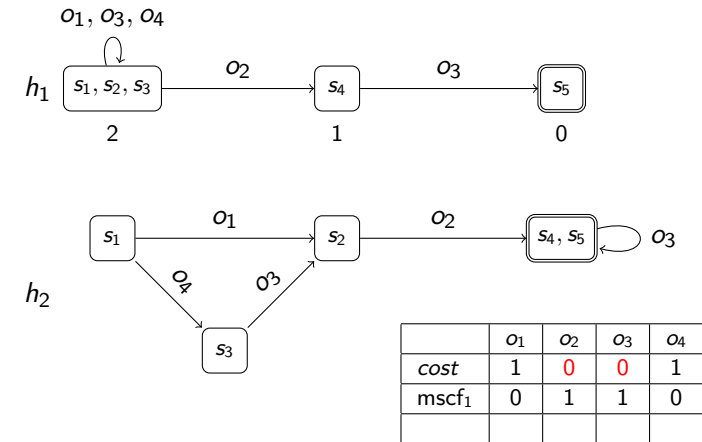 o₁, o₃, o₄
h₁ s₁, s₂, s₃ o₂ s₄ o₃ s₅
2 1 0
s₁ o₁ s₂ o₂ s₄, s₅ o₃
o₄ o₃
h₂
s₃
o₁ o₂ o₃ o₄
cost 1 0 0 1
mscf₁ 0 1 1 0